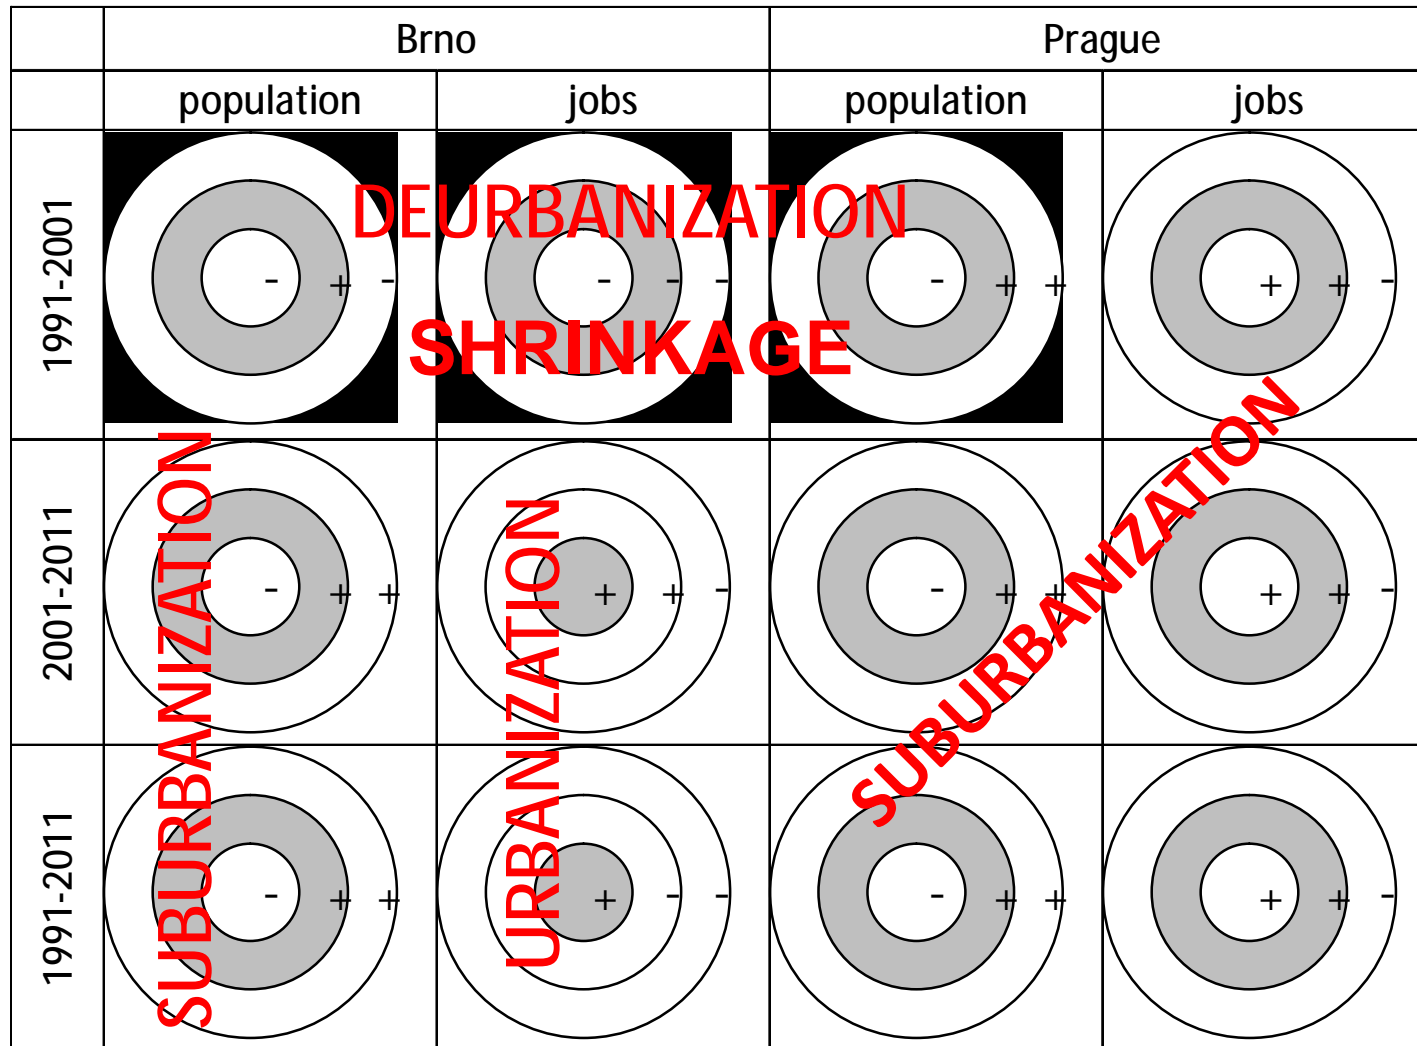 Brno Prague
population jobs population jobs
1991-2001
DEURBANIZATION
- + - - - - - + + + + -
SHRINKAGE
2001-2011
- + + + + - - + + + + -
1991-2011
- + + + - - - + + + + -
SUBURBANIZATION
URBANIZATION
SUBURBANIZATION